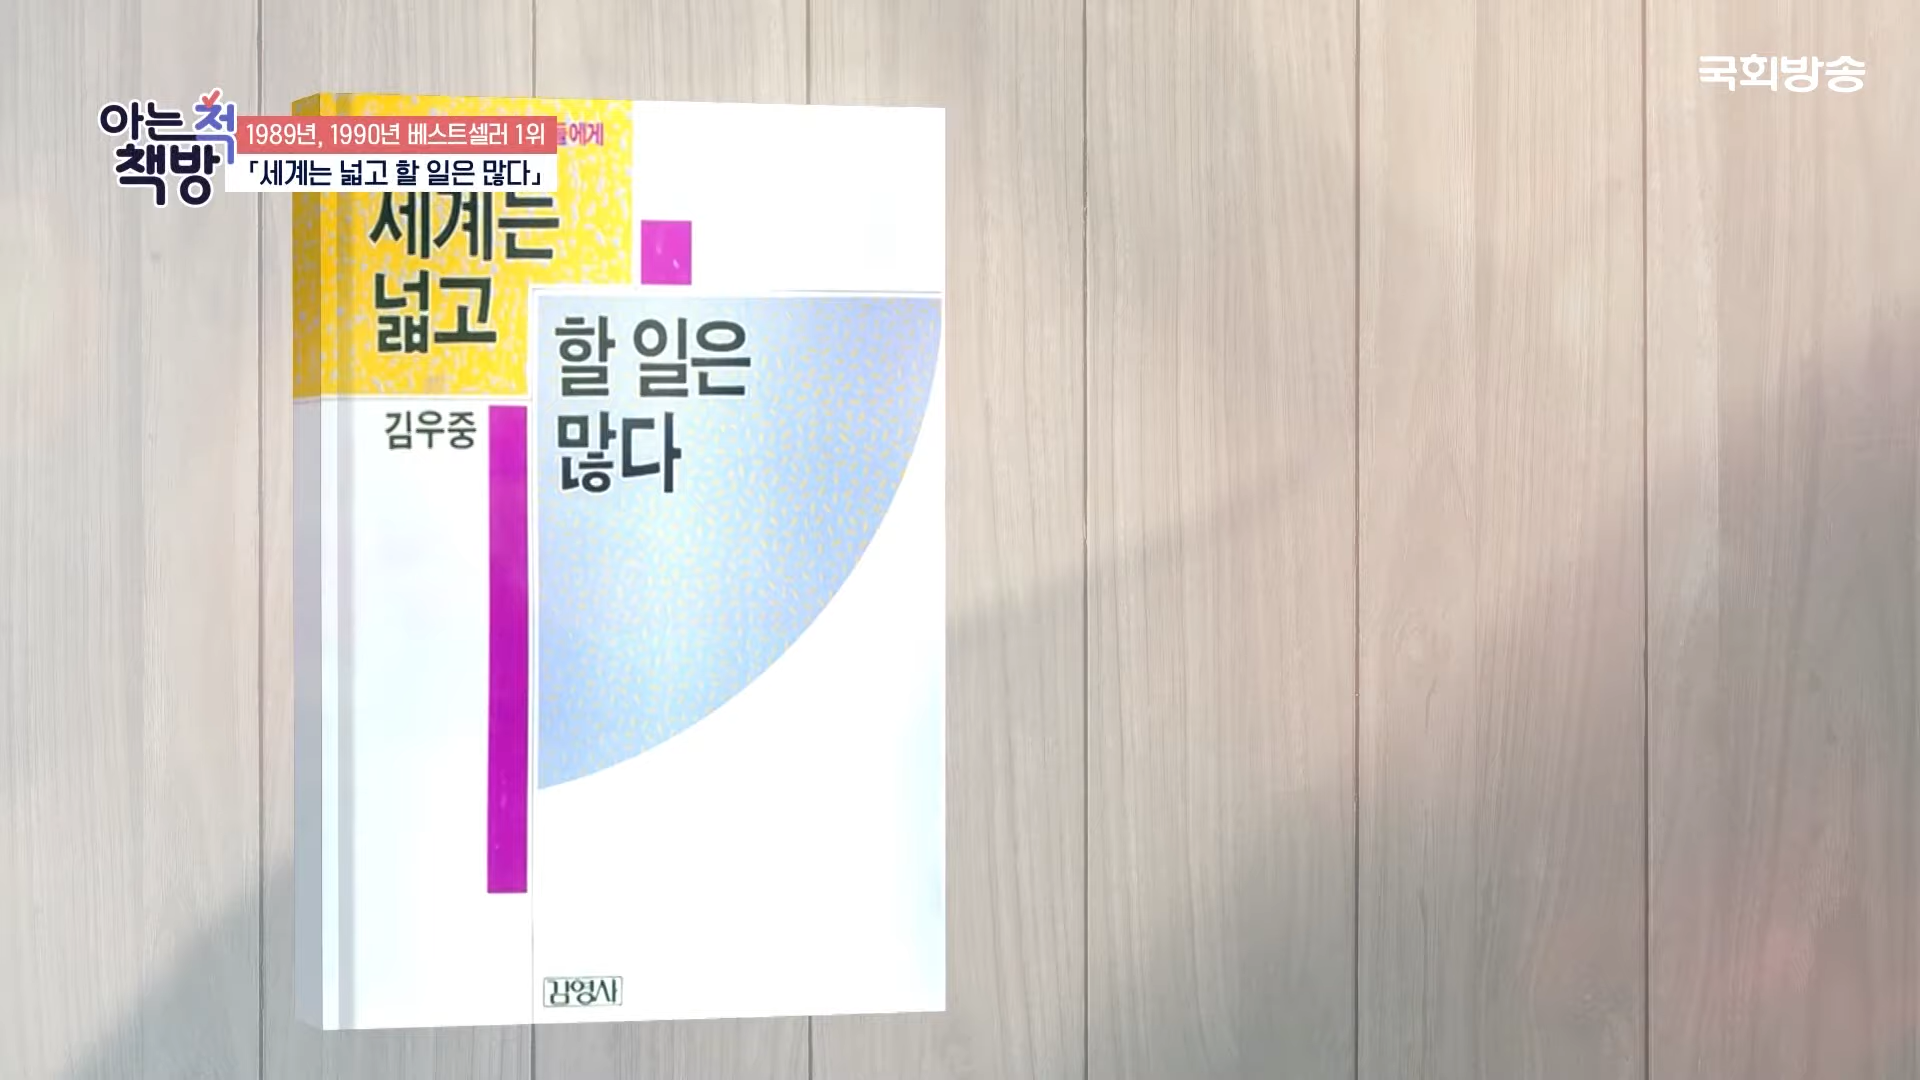 국회방송
아는 척
책방
1989년, 1990년 베스트셀러 1위
「세계는 넓고 할 일은 많다」
들에게
세계는
넓고
할 일은
많다
김우중
김영사